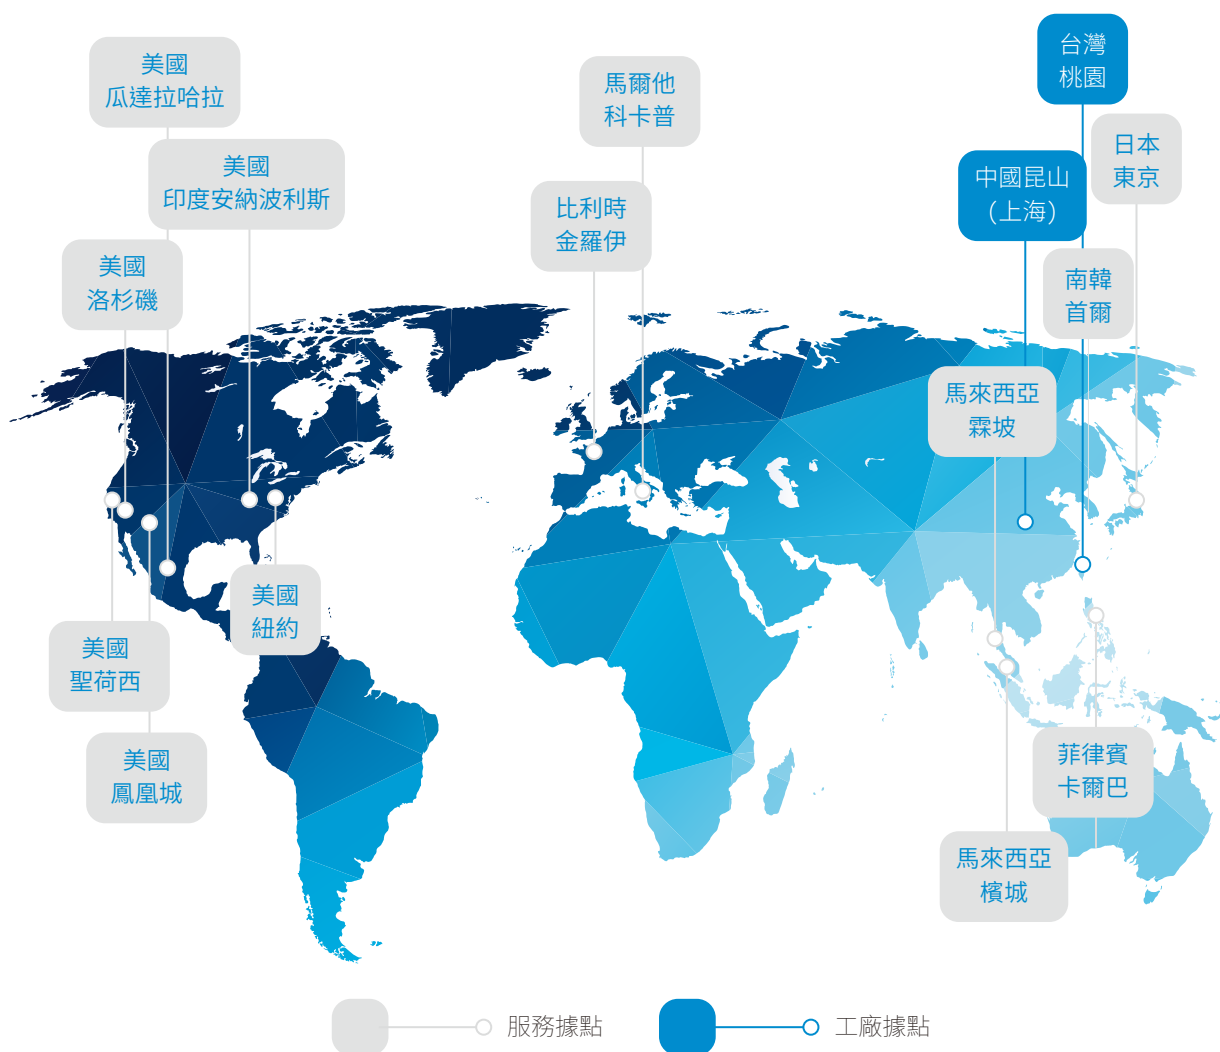 美國
瓜達拉哈拉
美國
印度安納波利斯
美國
洛杉磯
馬爾他
科卡普
比利時
金羅伊
台灣
桃園
日本
東京
中國昆山
(上海)
南韓
首爾
馬來西亞
霖坡
美國
紐約
美國
聖荷西
美國
鳳凰城
菲律賓
卡爾巴
馬來西亞
檳城
服務據點
工廠據點